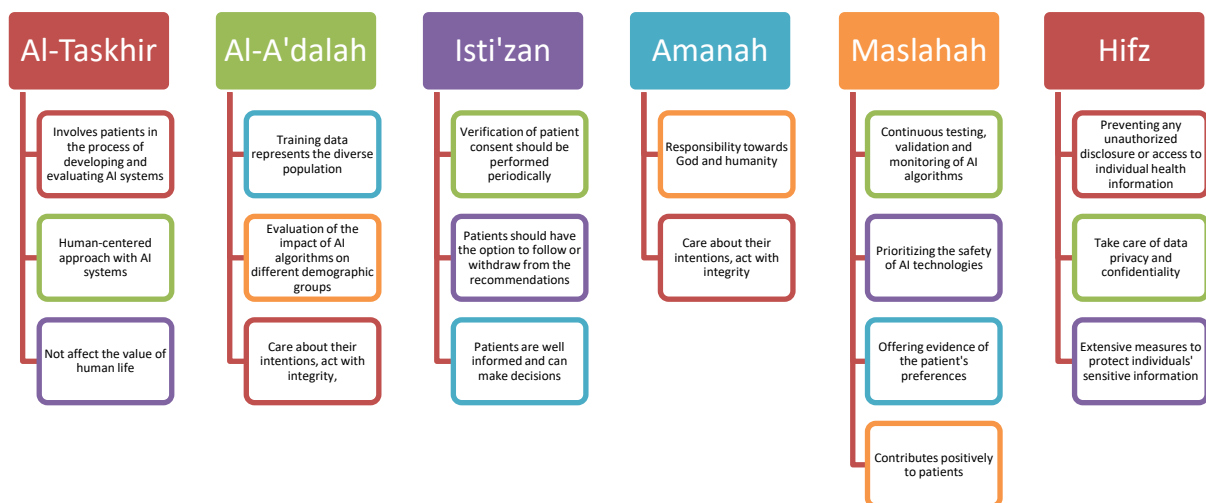 Al-Taskhir
Involves patients in
the process of
developing and
evaluating AI systems
Human-centered
approach with AI
systems
Not affect the value of
human life
Al-A'dalah
Training data
represents the diverse
population
Evaluation of the
impact of AI
algorithms on
different demographic
groups
Care about their
intentions, act with
integrity,
Isti'zan
Verification of patient
consent should be
performed
periodically
Patients should have
the option to follow or
withdraw from the
recommendations
Patients are well
informed and can
make decisions
Amanah
Responsibility towards
God and humanity
Care about their
intentions, act with
integrity
Maslahah
Continuous testing,
validation and
monitoring of AI
algorithms
Prioritizing the safety
of AI technologies
Offering evidence of
the patient's
preferences
Contributes positively
to patients
Hifz
Preventing any
unauthorized
disclosure or access to
individual health
information
Take care of data
privacy and
confidentiality
Extensive measures to
protect individuals'
sensitive information